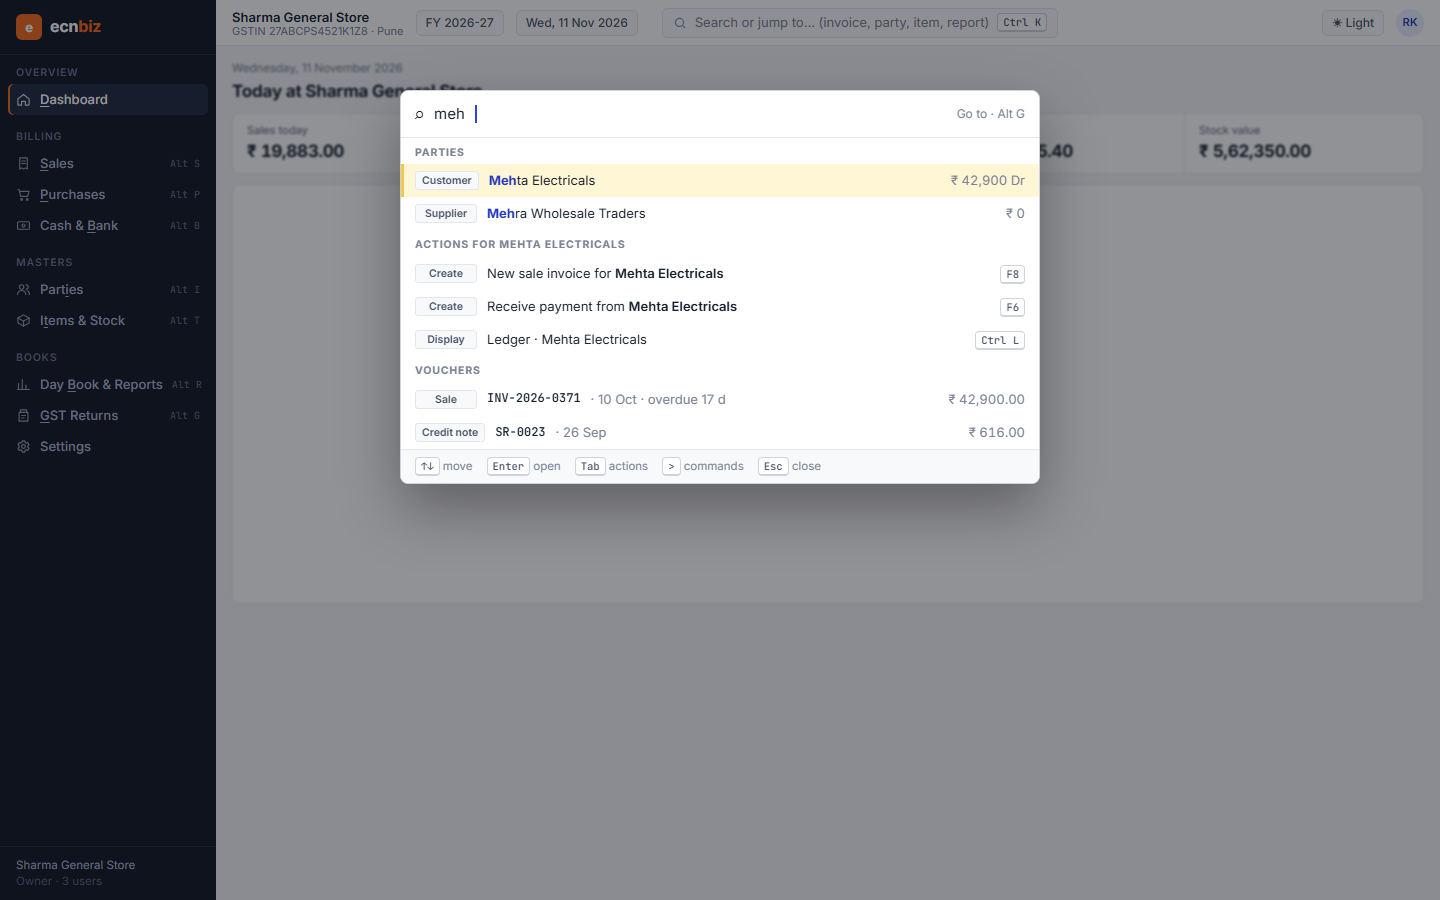 e ecnbiz
OVERVIEW
Dashboard
BILLING
Sales Alt S
Purchases Alt P
Cash & Bank Alt B
MASTERS
Parties Alt I
Items & Stock Alt T
BOOKS
Day Book & Reports Alt R
GST Returns Alt G
Settings
Sharma General Store
Owner · 3 users
Sharma General Store
GSTIN 27ABCPS4521K1Z8 · Pune
FY 2026-27
Wed, 11 Nov 2026
Search or jump to... (invoice, party, item, report) Ctrl K
☀ Light
RK
Wednesday, 11 November 2026
Today at Sharma General Store
Sales today
₹ 19,883.00
5.40
Stock value
₹ 5,62,350.00
meh
Go to · Alt G
PARTIES
Customer Mehta Electricals ₹ 42,900 Dr
Supplier Mehra Wholesale Traders ₹ 0
ACTIONS FOR MEHTA ELECTRICALS
Create New sale invoice for Mehta Electricals F8
Create Receive payment from Mehta Electricals F6
Display Ledger · Mehta Electricals Ctrl L
VOUCHERS
Sale INV-2026-0371 · 10 Oct · overdue 17 d ₹ 42,900.00
Credit note SR-0023 · 26 Sep ₹ 616.00
↑↓ move Enter open Tab actions > commands Esc close